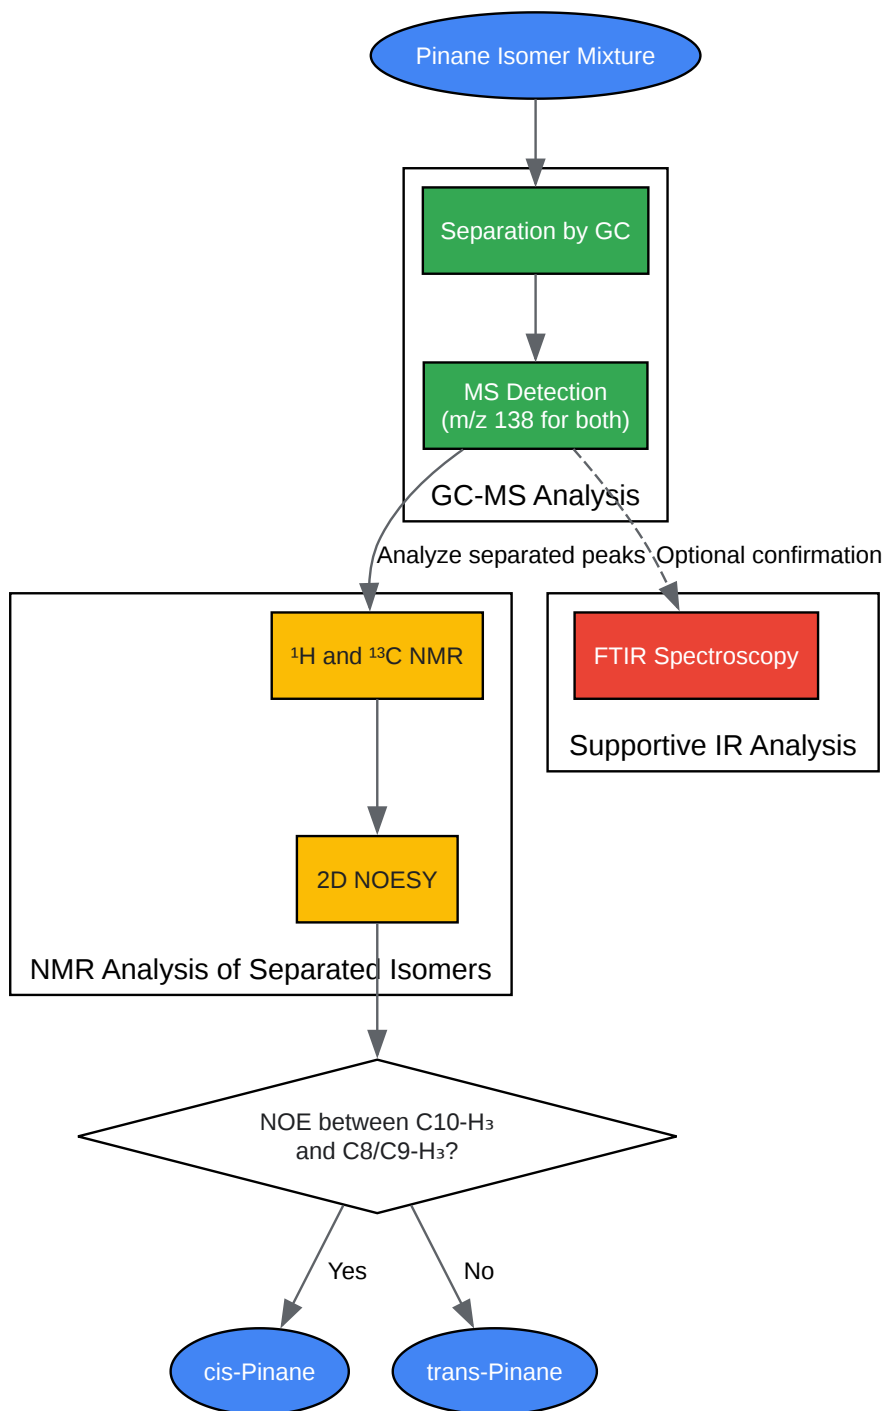 Pinane Isomer Mixture
Separation by GC
MS Detection
(m/z 138 for both)
GC-MS Analysis
Analyze separated peaks
Optional confirmation
¹H and ¹³C NMR
FTIR Spectroscopy
Supportive IR Analysis
2D NOESY
NMR Analysis of Separated Isomers
NOE between C10-H₃
and C8/C9-H₃?
Yes
No
cis-Pinane
trans-Pinane